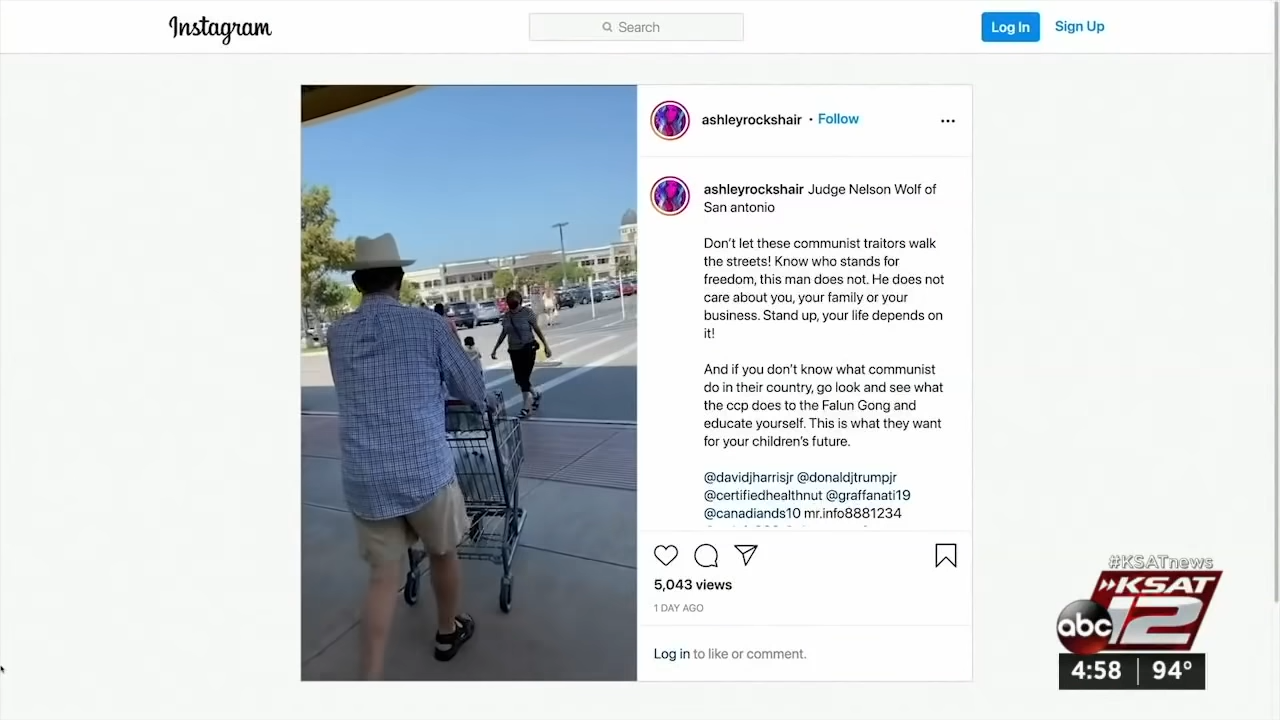 Instagram
Search
Log In
Sign Up
ashleyrockshair • Follow
ashleyrockshair Judge Nelson Wolf of
San antonio
Don't let these communist traitors walk
the streets! Know who stands for
freedom, this man does not. He does not
care about you, your family or your
business. Stand up, your life depends on
it!
And if you don't know what communist
do in their country, go look and see what
the ccp does to the Falun Gong and
educate yourself. This is what they want
for your children's future.
@davidjharrisjr @donaldjtrumpjr
@certifiedhealthnut @graffanati19
@canadiands10 mr.info8881234
5,043 views
1 DAY AGO
Log in to like or comment.
#KSATnews
KSAT
abc 12
4:58 94°